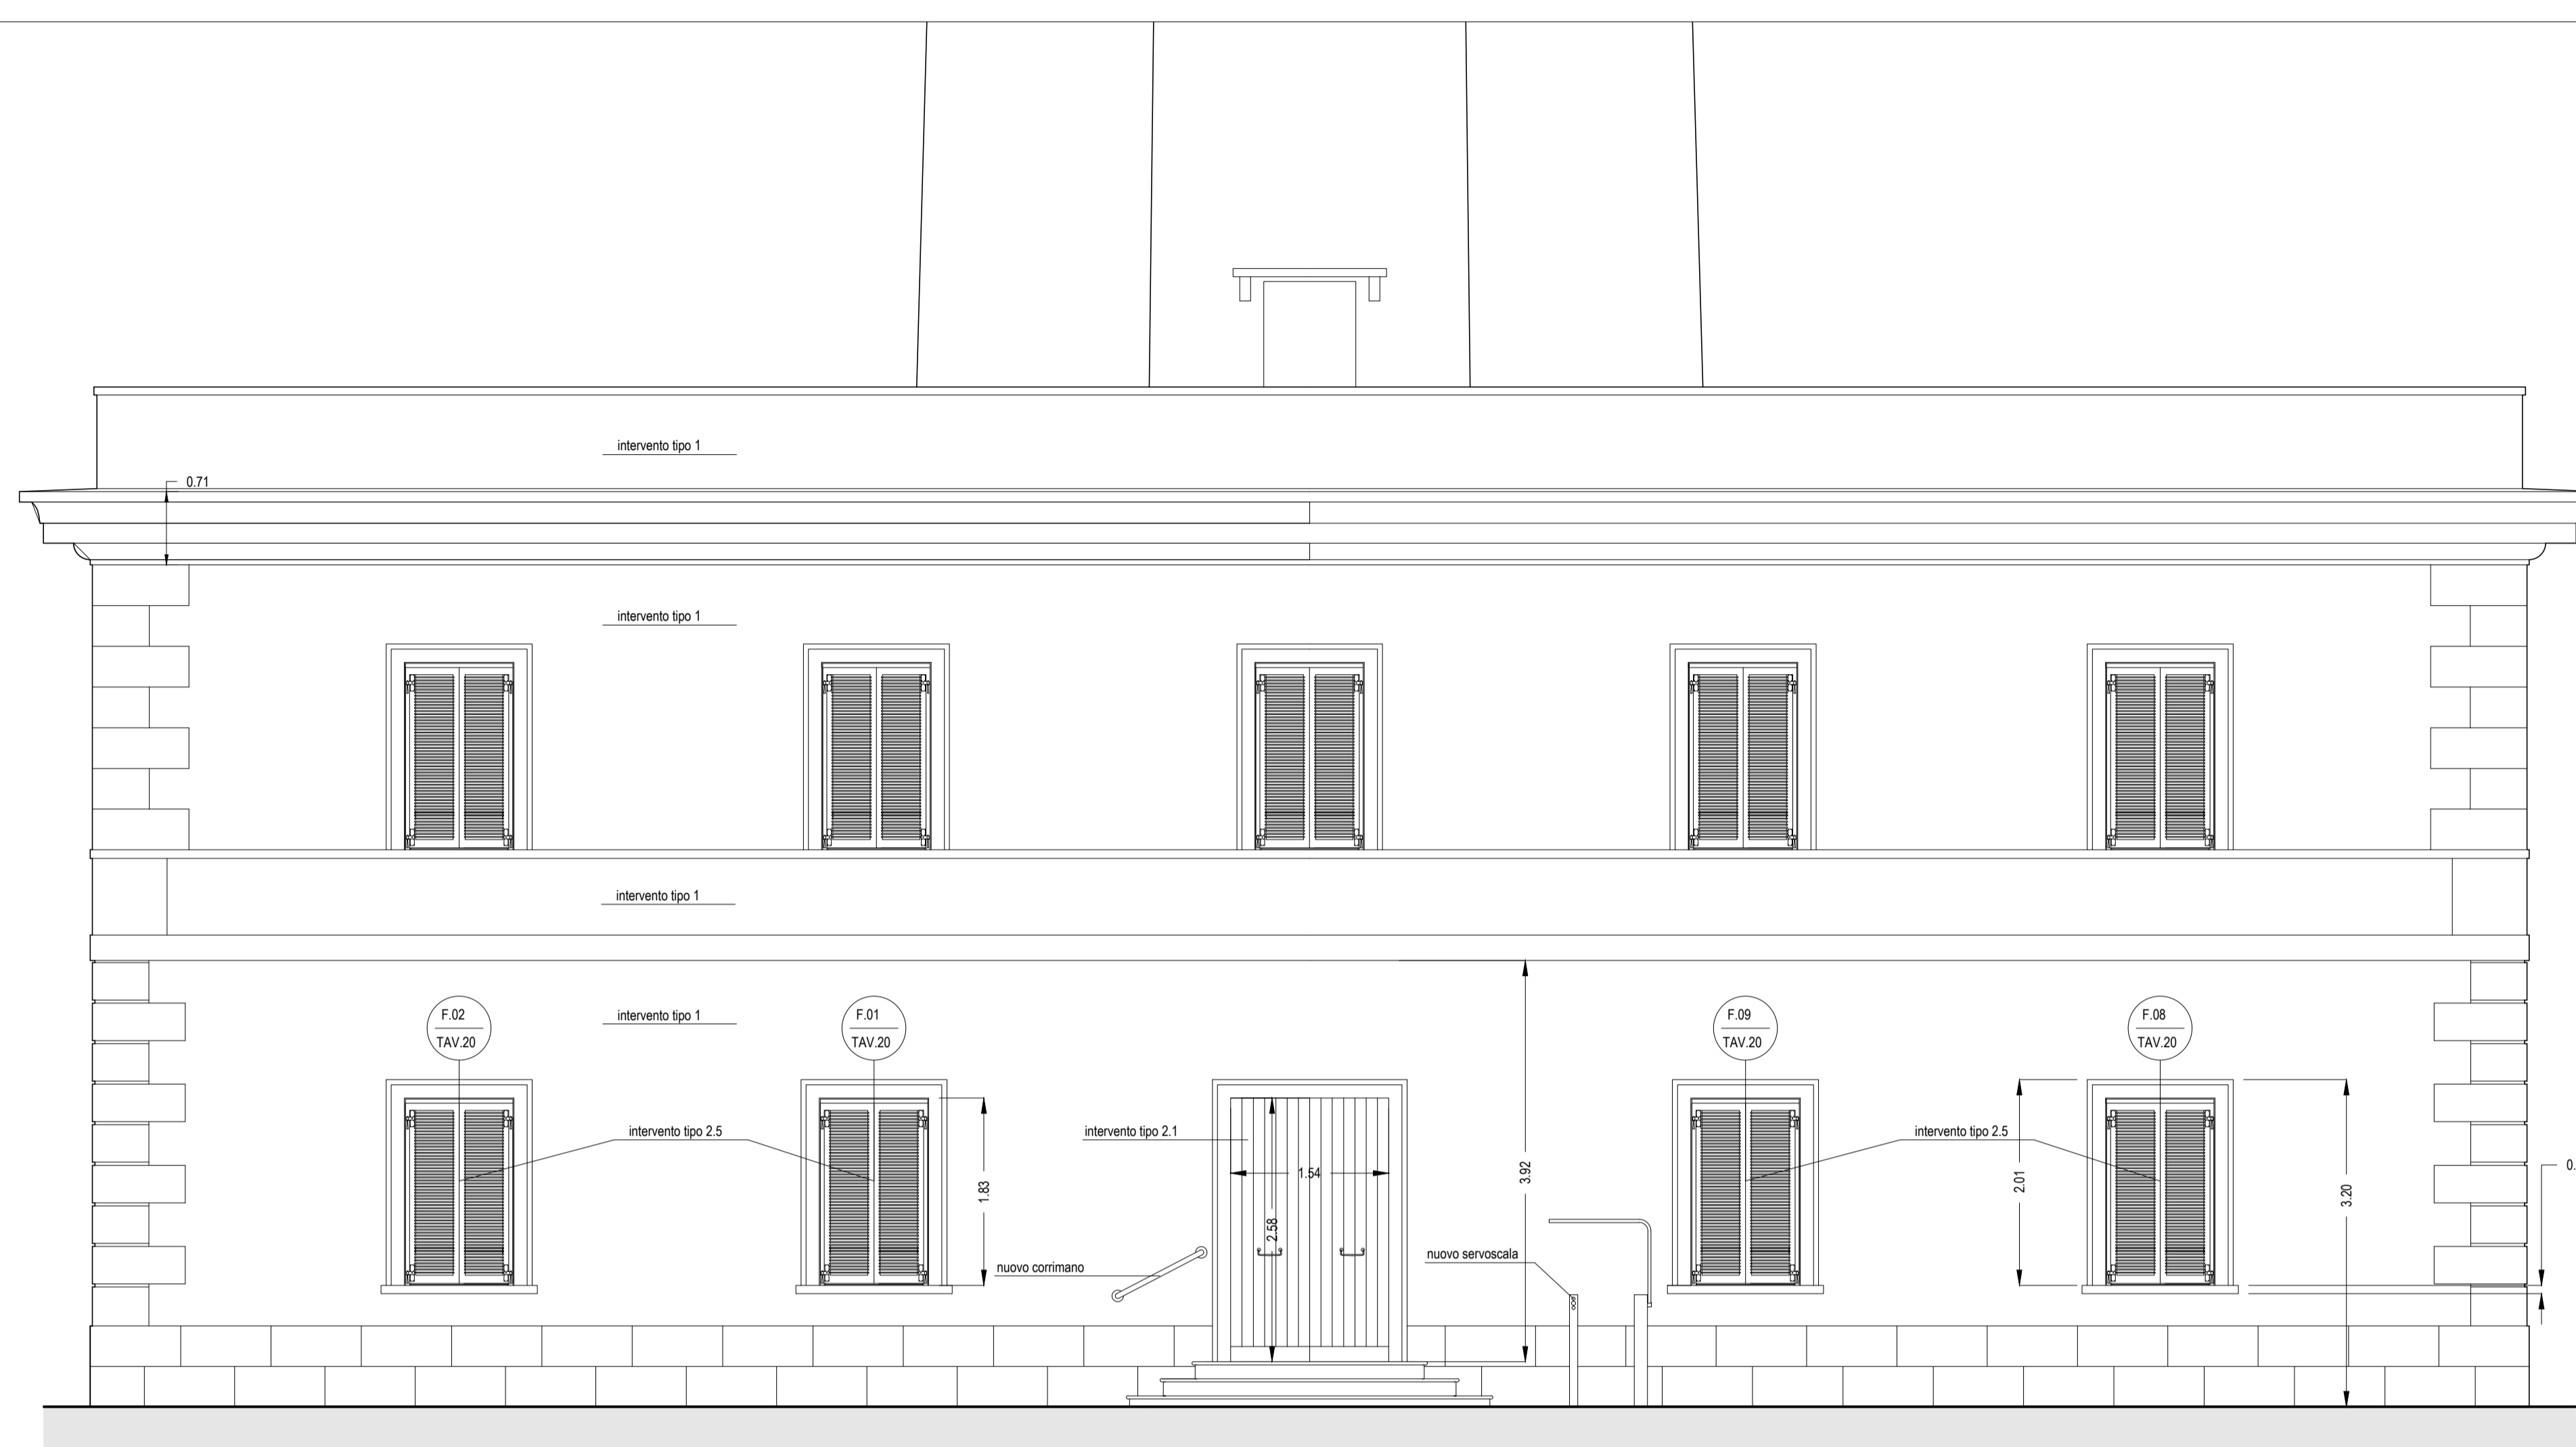 intervento tipo 1
0.71
intervento tipo 1
intervento tipo 1
F.02
TAV.20
intervento tipo 1
F.01
TAV.20
F.09
TAV.20
F.08
TAV.20
intervento tipo 2.5
intervento tipo 2.1
intervento tipo 2.5
1.83
1.54
2.58
3.92
2.01
3.20
0.
nuovo corrimano
nuovo servoscala